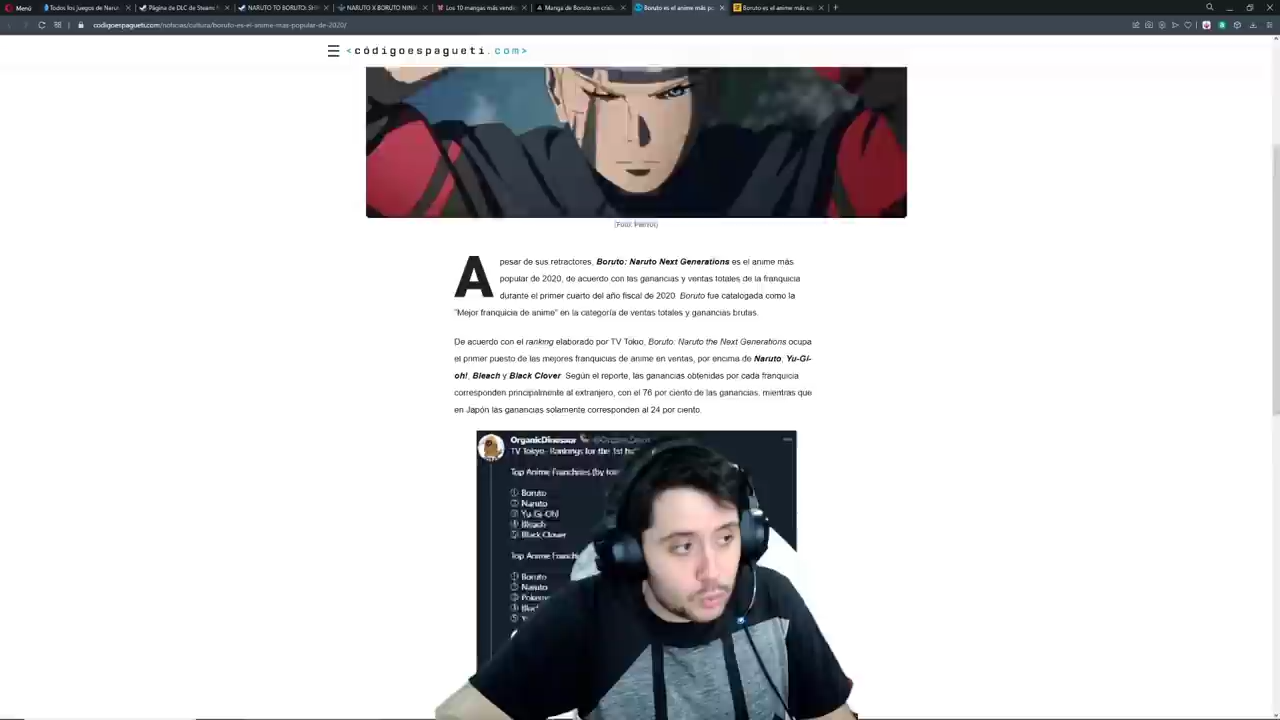 Menú
Todos los juegos de Naru
Página de DLC de Steam: N
NARUTO TO BORUTO: SHI
NARUTO X BORUTO NINJA
Los 10 mangas más vendi
Manga de Boruto en crisis
Boruto es el anime más po
Boruto es el anime más
codigoespagueti.com/noticias/cultura/boruto-es-el-anime-mas-popular-de-2020/
<códigoespagueti.com>
(Foto: Pierrot)
A pesar de sus retractores, Boruto: Naruto Next Generations es el anime más
popular de 2020, de acuerdo con las ganancias y ventas totales de la franquicia
durante el primer cuarto del año fiscal de 2020. Boruto fue catalogada como la
"Mejor franquicia de anime" en la categoría de ventas totales y ganancias brutas.
De acuerdo con el ranking elaborado por TV Tokio, Boruto: Naruto the Next Generations ocupa
el primer puesto de las mejores franquicias de anime en ventas, por encima de Naruto, Yu-Gi-
oh!, Bleach y Black Clover. Según el reporte, las ganancias obtenidas por cada franquicia
corresponden principalmente al extranjero, con el 76 por ciento de las ganancias, mientras que
en Japón las ganancias solamente corresponden al 24 por ciento.
OrganicDinosaur
TV Tokyo- Rankings for the 1st
Top Anime Franchises (by
① Boruto
② Naruto
③ Yu-Gi-Oh!
④ Bleach
⑤ Black Clover
Top Anime Franch
① Boruto
② Naruto
③ Pokemo
④ Bl
⑤ Y